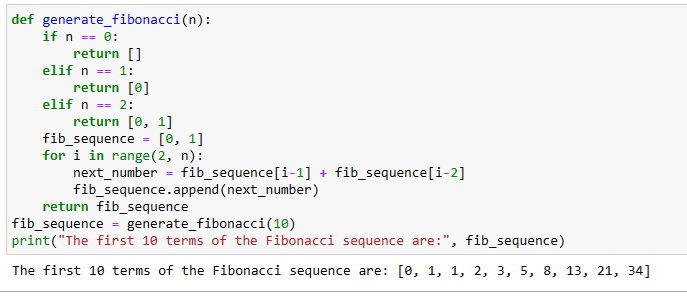 def generate_fibonacci(n):
    if n == 0:
        return []
    elif n == 1:
        return [0]
    elif n == 2:
        return [0, 1]
    fib_sequence = [0, 1]
    for i in range(2, n):
        next_number = fib_sequence[i-1] + fib_sequence[i-2]
        fib_sequence.append(next_number)
    return fib_sequence
fib_sequence = generate_fibonacci(10)
print("The first 10 terms of the Fibonacci sequence are:", fib_sequence)
The first 10 terms of the Fibonacci sequence are: [0, 1, 1, 2, 3, 5, 8, 13, 21, 34]